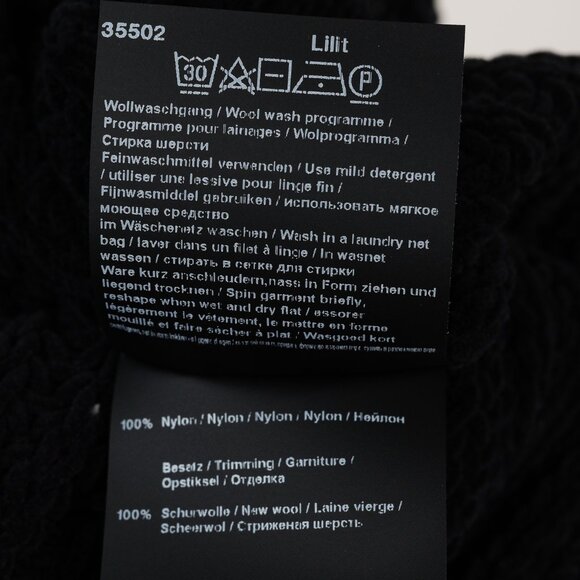 35502 Lilit
30 P
Wollwaschgang / Wool wash programme /
Programme pour lainages / Wolprogramma /
Стирка шерсти
Feinwaschmittel verwenden / Use mild detergent
/ utiliser une lessive pour linge fin /
Fijnwasmiddel gebruiken / использовать мягкое
моющее средство
im Wäschenetz waschen / Wash in a laundry net
bag / laver dans un filet à linge / In wasnet
wassen / стирать в сетке для стирки
Ware kurz anschleudern,nass in Form ziehen und
liegend trocknen / Spin garment briefly,
reshape when wet and dry flat / essorer
légèrement le vêtement, le mettre en forme
mouillé et faire sécher à plat / Wasgoed kort
100% Nylon / Nylon / Nylon / Nylon / Нейлон
Besatz / Trimming / Garniture /
Opstiksel / Отделка
100% Schurwolle / New wool / Laine vierge /
Scheerwol / Стриженая шерсть